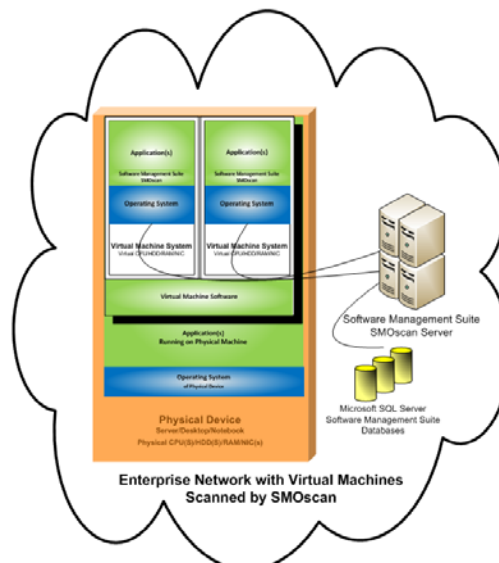 Application(s)
Software Management Suite
SMOscan
Operating System
Virtual Machine System
Virtual CPU/HDD/RAM/NIC
Application(s)
Software Management Suite
SMOscan
Operating System
Virtual Machine System
Virtual CPU/HDD/RAM/NIC
Virtual Machine Software
Application(s)
Running on Physical Machine
Operating System
of Physical Device
Physical Device
Server/Desktop/Notebook
Physical CPU(S)/HDD(S)/RAM/NIC(s)
Software Management Suite
SMOscan Server
Microsoft SQL Server
Software Management Suite
Databases
Enterprise Network with Virtual Machines
Scanned by SMOscan